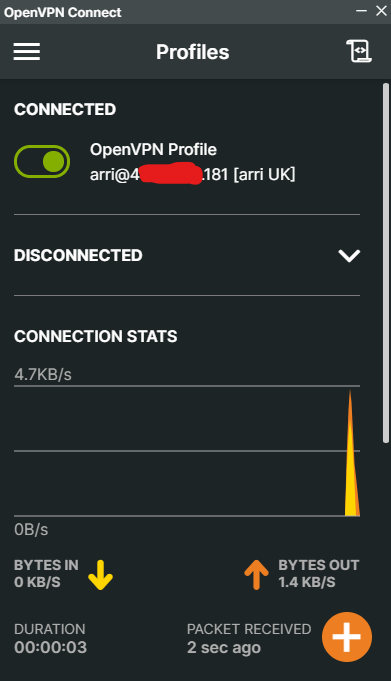 OpenVPN Connect
Profiles
CONNECTED
OpenVPN Profile
arri@4 .181 [arri UK]
DISCONNECTED
CONNECTION STATS
4.7KB/s
0B/s
BYTES IN
0 KB/S
BYTES OUT
1.4 KB/S
DURATION
00:00:03
PACKET RECEIVED
2 sec ago